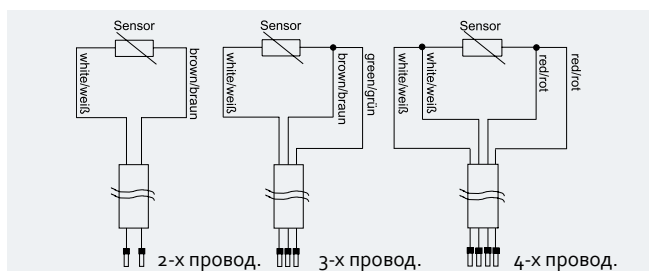 Sensor
white/weiß
brown/braun
2-х провод.
Sensor
white/weiß
brown/braun
green/grün
3-х провод.
Sensor
white/weiß
white/weiß
red/rot
red/rot
4-х провод.